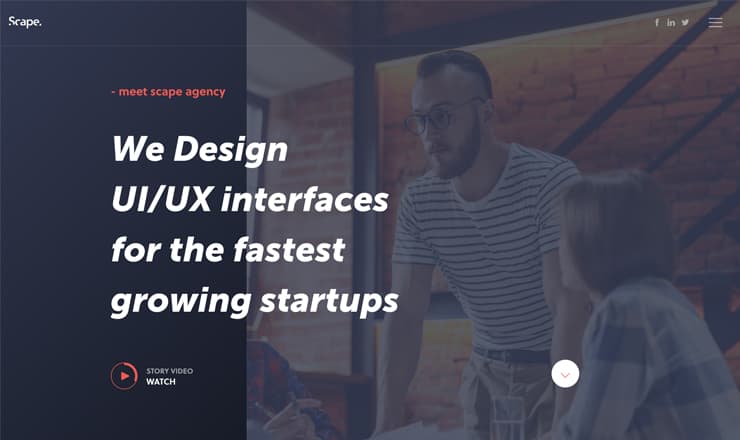 Scape.
- meet scape agency
We Design
UI/UX interfaces
for the fastest
growing startups
STORY VIDEO
WATCH